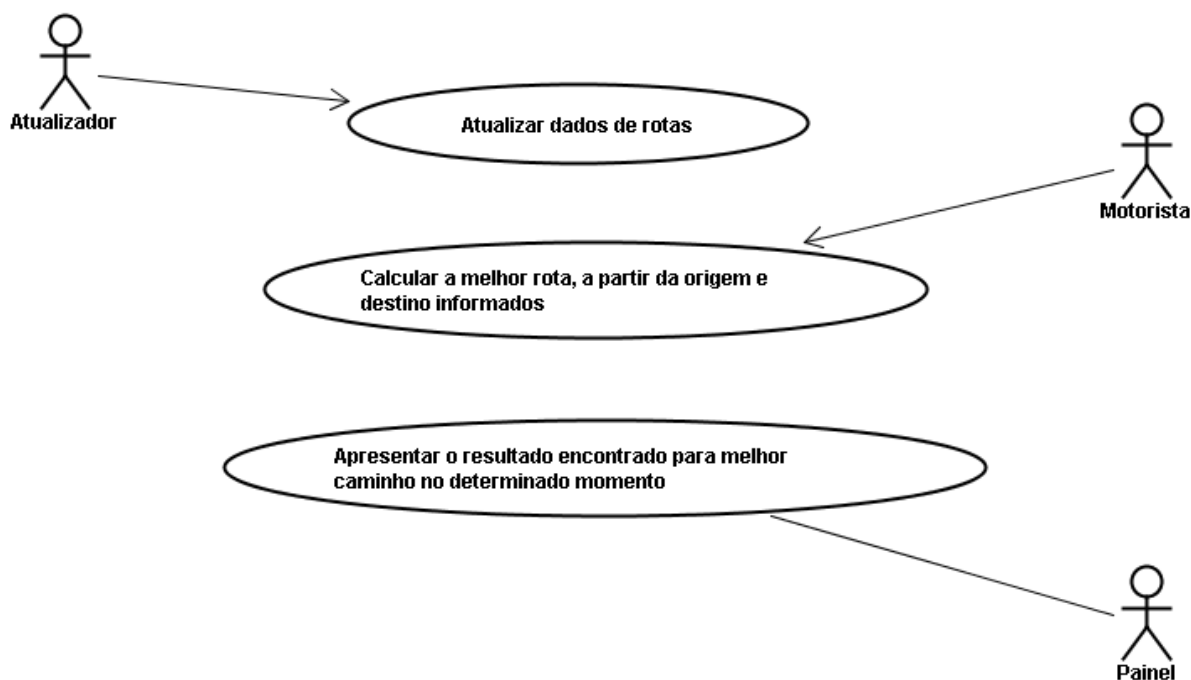 Atualizador
Atualizar dados de rotas
Motorista
Calcular a melhor rota, a partir da origem e
destino informados
Apresentar o resultado encontrado para melhor
caminho no determinado momento
Painel